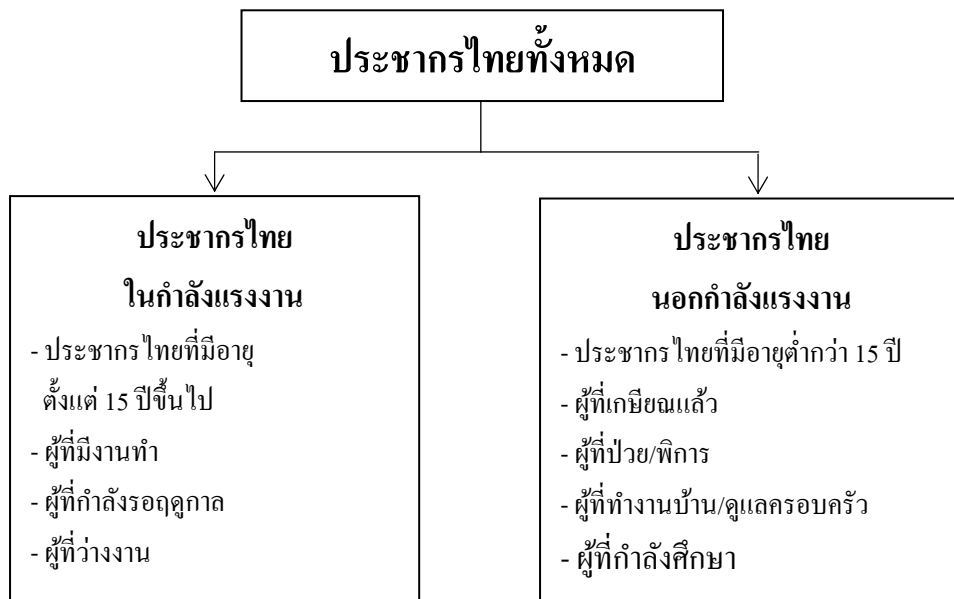 ประชากรไทยทั้งหมด
ประชากรไทย
ในกำลังแรงงาน
- ประชากรไทยที่มีอายุ
ตั้งแต่ 15 ปีขึ้นไป
- ผู้ที่มีงานทำ
- ผู้ที่กำลังรอฤดูกาล
- ผู้ที่ว่างงาน
ประชากรไทย
นอกกำลังแรงงาน
- ประชากรไทยที่มีอายุต่ำกว่า 15 ปี
- ผู้ที่เกษียณแล้ว
- ผู้ที่ป่วย/พิการ
- ผู้ที่ทำงานบ้าน/ดูแลครอบครัว
- ผู้ที่กำลังศึกษา